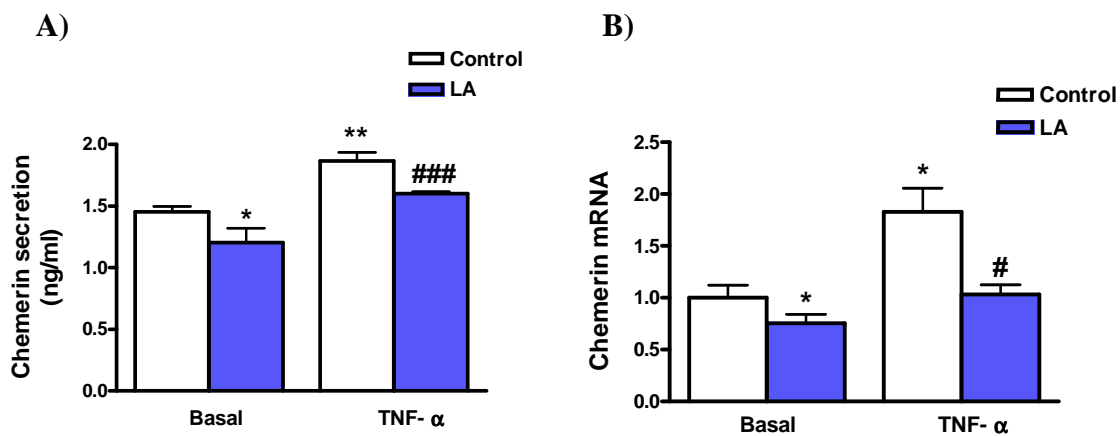 A)
Control
LA
Chemerin secretion
(ng/ml)
2.0
1.5
1.0
0.5
0.0
*
**
###
Basal
TNF- α
B)
Control
LA
Chemerin mRNA
2.5
2.0
1.5
1.0
0.5
0.0
*
*
#
Basal
TNF- α